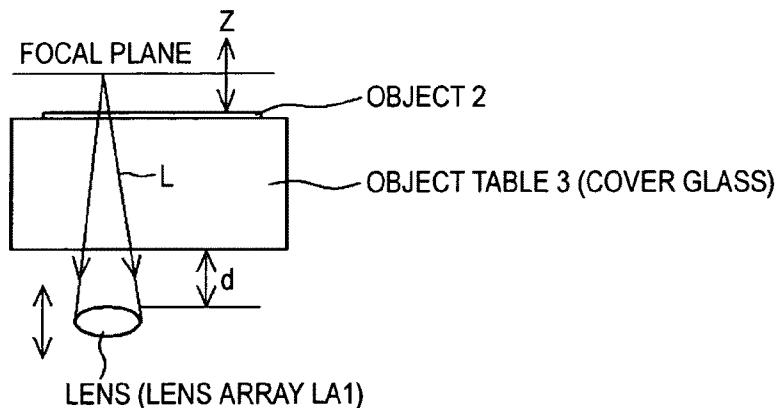 Z
FOCAL PLANE
OBJECT 2
L
OBJECT TABLE 3 (COVER GLASS)
d
LENS (LENS ARRAY LA1)